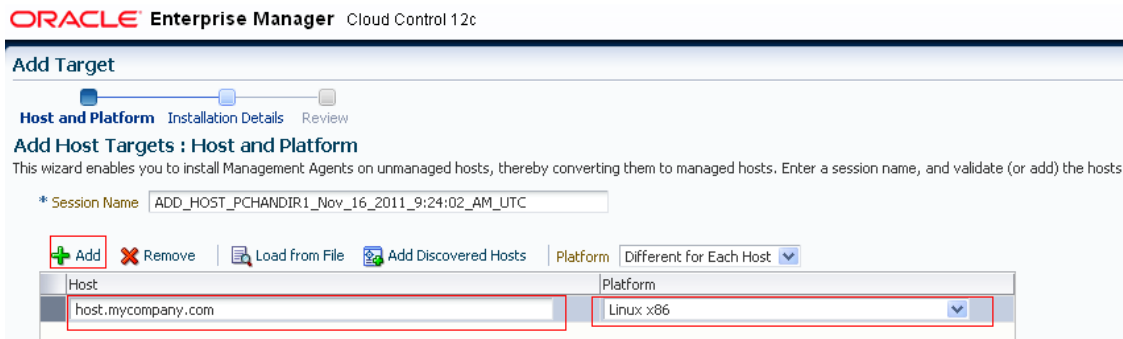 ORACLE Enterprise Manager Cloud Control 12c
Add Target
Host and Platform Installation Details Review
Add Host Targets : Host and Platform
This wizard enables you to install Management Agents on unmanaged hosts, thereby converting them to managed hosts. Enter a session name, and validate (or add) the hosts
* Session Name ADD_HOST_PCHANDIR1_Nov_16_2011_9:24:02_AM_UTC
Add Remove Load from File Add Discovered Hosts Platform Different for Each Host
Host Platform
host.mycompany.com Linux x86